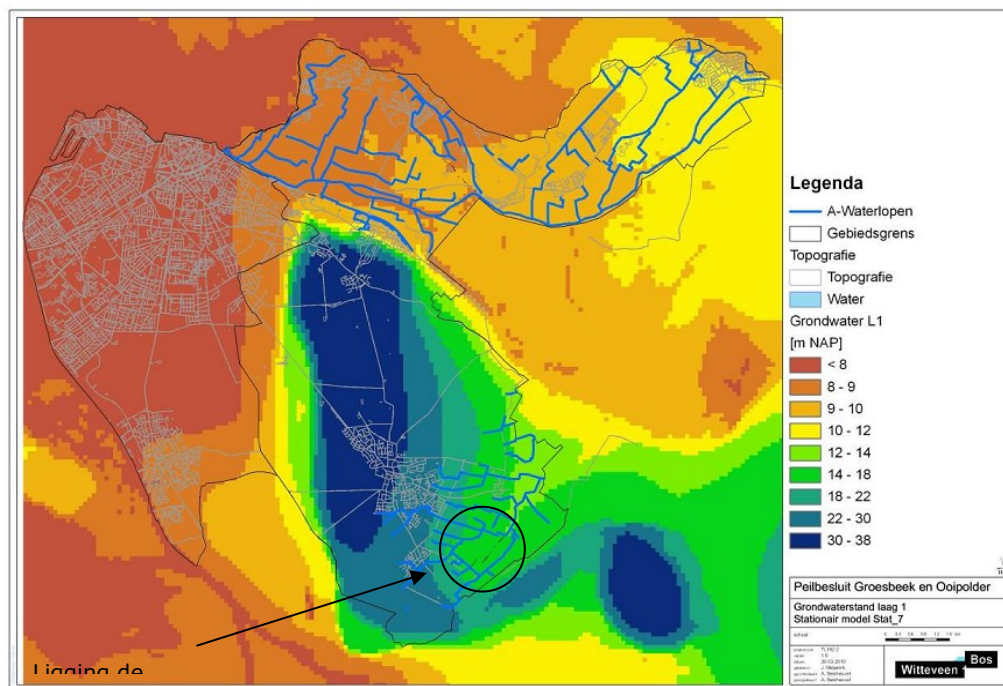 Legenda
A-Waterlopen
Gebiedsgrens
Topografie
Topografie
Water
Grondwater L1
[m NAP]
< 8
8 - 9
9 - 10
10 - 12
12 - 14
14 - 18
18 - 22
22 - 30
30 - 38
Peilbesluit Groesbeek en Ooipolder
Grondwaterstand laag 1
Stationair model Stat_7
Witteveen + Bos
Ligging de